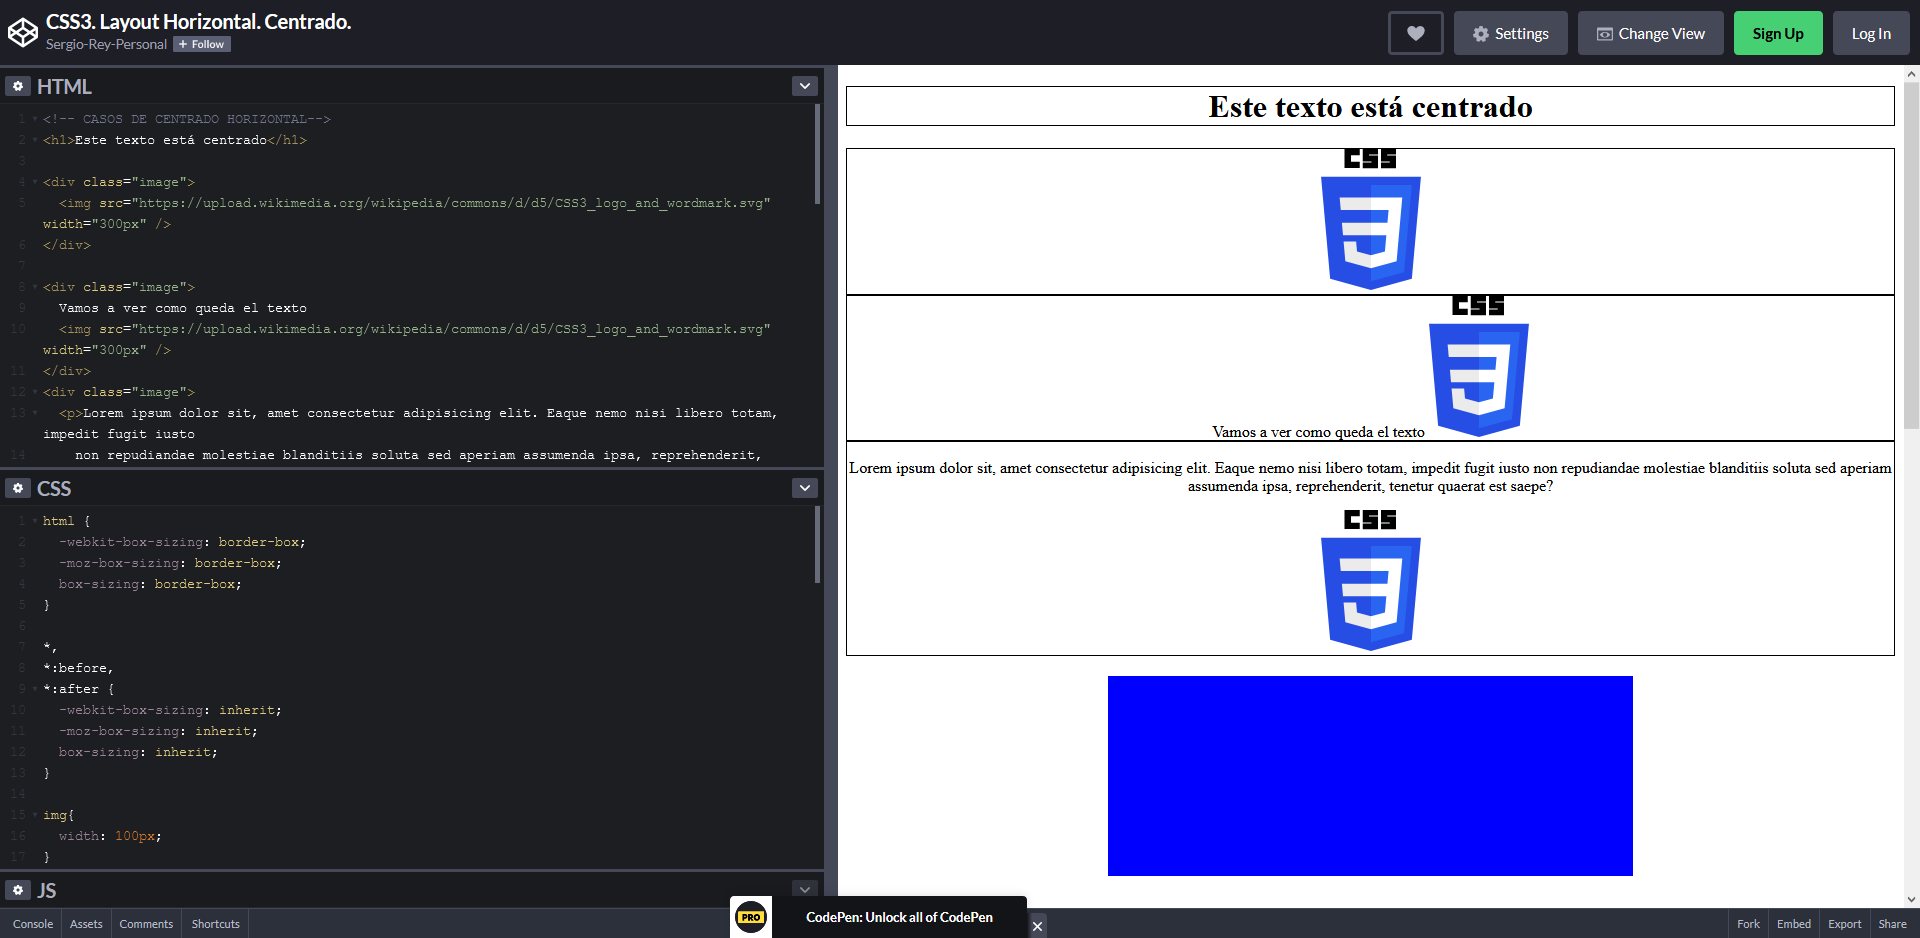 CSS3. Layout Horizontal. Centrado.
Sergio-Rey-Personal + Follow
Settings
Change View
Sign Up
Log In
HTML
1 <!-- CASOS DE CENTRADO HORIZONTAL-->
2 <h1>Este texto está centrado</h1>
3
4 <div class="image">
5 <img src="https://upload.wikimedia.org/wikipedia/commons/d/d5/CSS3_logo_and_wordmark.svg"
width="300px" />
6 </div>
7
8 <div class="image">
9 Vamos a ver como queda el texto
10 <img src="https://upload.wikimedia.org/wikipedia/commons/d/d5/CSS3_logo_and_wordmark.svg"
width="300px" />
11 </div>
12 <div class="image">
13 <p>Lorem ipsum dolor sit, amet consectetur adipisicing elit. Eaque nemo nisi libero totam,
impedit fugit iusto
14 non repudiandae molestiae blanditiis soluta sed aperiam assumenda ipsa, reprehenderit,
CSS
1 html {
2 -webkit-box-sizing: border-box;
3 -moz-box-sizing: border-box;
4 box-sizing: border-box;
5 }
6
7 *,
8 *:before,
9 *:after {
10 -webkit-box-sizing: inherit;
11 -moz-box-sizing: inherit;
12 box-sizing: inherit;
13 }
14
15 img{
16 width: 100px;
17 }
JS
Este texto está centrado
CSS
3
CSS
3
Vamos a ver como queda el texto
Lorem ipsum dolor sit, amet consectetur adipisicing elit. Eaque nemo nisi libero totam, impedit fugit iusto non repudiandae molestiae blanditiis soluta sed aperiam
assumenda ipsa, reprehenderit, tenetur quaerat est saepe?
CSS
3
Console
Assets
Comments
Shortcuts
PRO
CodePen: Unlock all of CodePen
Fork
Embed
Export
Share